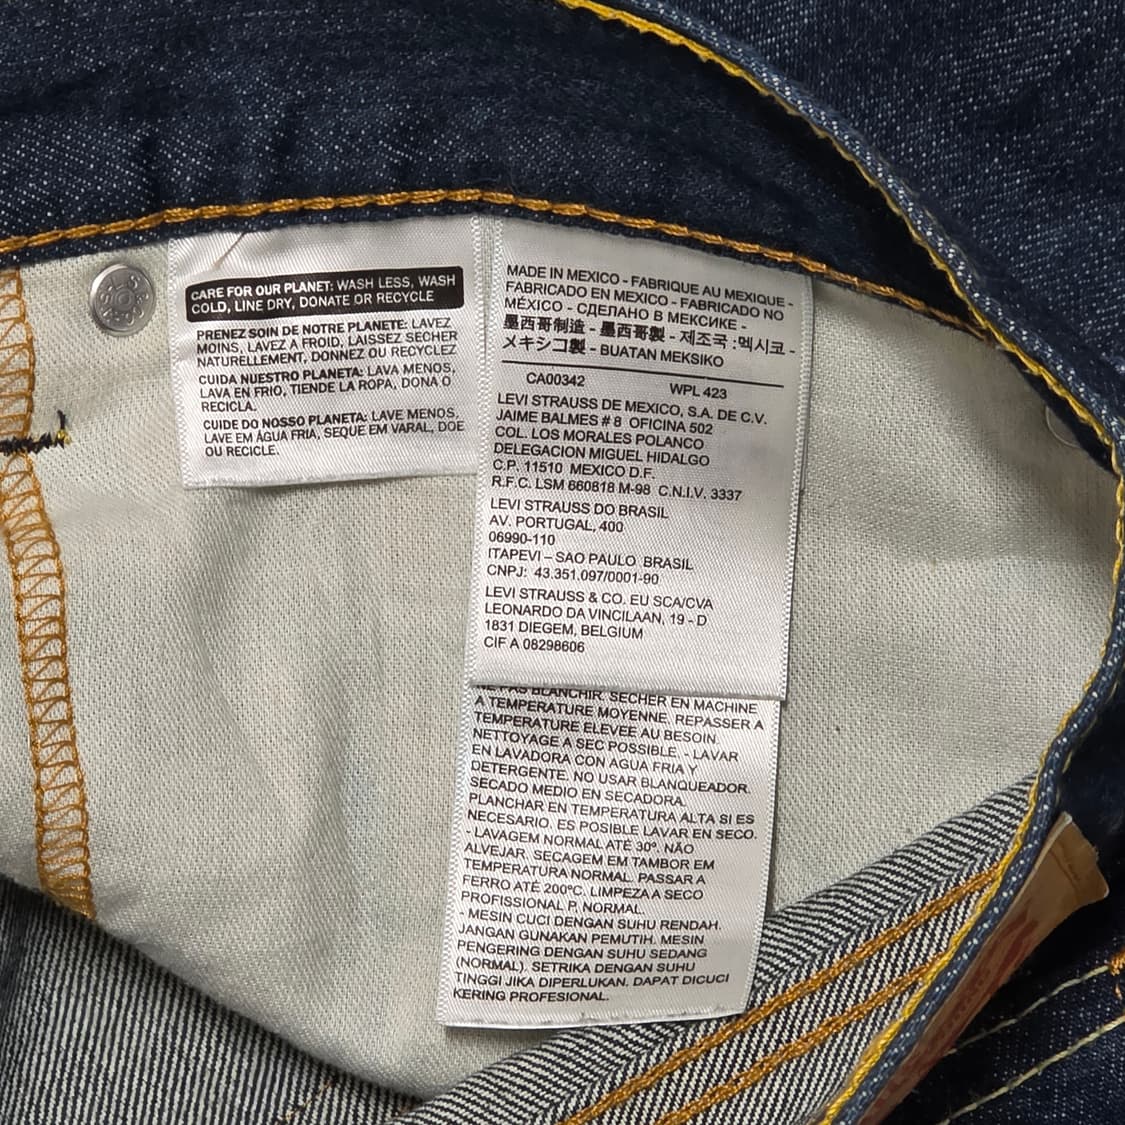 CARE FOR OUR PLANET: WASH LESS, WASH
COLD, LINE DRY, DONATE OR RECYCLE
PRENEZ SOIN DE NOTRE PLANETE: LAVEZ
MOINS, LAVEZ A FROID, LAISSEZ SECHER
NATURELLEMENT, DONNEZ OU RECYCLEZ
CUIDA NUESTRO PLANETA: LAVA MENOS,
LAVA EN FRIO, TIENDE LA ROPA, DONA O
RECICLA.
CUIDE DO NOSSO PLANETA: LAVE MENOS,
LAVE EM ÁGUA FRIA, SEQUE EM VARAL, DOE
OU RECICLE.
MADE IN MEXICO - FABRIQUE AU MEXIQUE -
FABRICADO EN MEXICO - FABRICADO NO
MÉXICO - СДЕЛАНО В МЕКСИКЕ -
墨西哥制造 - 墨西哥製 - 제조국 :멕시코 -
メキシコ製 - BUATAN MEKSIKO
CA00342 WPL 423
LEVI STRAUSS DE MEXICO, S.A. DE C.V.
JAIME BALMES # 8 OFICINA 502
COL. LOS MORALES POLANCO
DELEGACION MIGUEL HIDALGO
C.P. 11510 MEXICO D.F.
R.F.C. LSM 660818 M-98 C.N.I.V. 3337
LEVI STRAUSS DO BRASIL
AV. PORTUGAL, 400
06990-110
ITAPEVI – SAO PAULO BRASIL
CNPJ: 43.351.097/0001-90
LEVI STRAUSS & CO. EU SCA/CVA
LEONARDO DA VINCILAAN, 19 - D
1831 DIEGEM, BELGIUM
CIF A 08298606
PAS BLANCHIR. SECHER EN MACHINE
A TEMPERATURE MOYENNE. REPASSER A
TEMPERATURE ELEVEE AU BESOIN.
NETTOYAGE A SEC POSSIBLE. - LAVAR
EN LAVADORA CON AGUA FRIA Y
DETERGENTE. NO USAR BLANQUEADOR.
SECADO MEDIO EN SECADORA.
PLANCHAR EN TEMPERATURA ALTA SI ES
NECESARIO. ES POSIBLE LAVAR EN SECO.
- LAVAGEM NORMAL ATÉ 30º. NÃO
ALVEJAR. SECAGEM EM TAMBOR EM
TEMPERATURA NORMAL. PASSAR A
FERRO ATÉ 200ºC. LIMPEZA A SECO
PROFISSIONAL P, NORMAL.
- MESIN CUCI DENGAN SUHU RENDAH.
JANGAN GUNAKAN PEMUTIH. MESIN
PENGERING DENGAN SUHU SEDANG
(NORMAL). SETRIKA DENGAN SUHU
TINGGI JIKA DIPERLUKAN. DAPAT DICUCI
KERING PROFESIONAL.